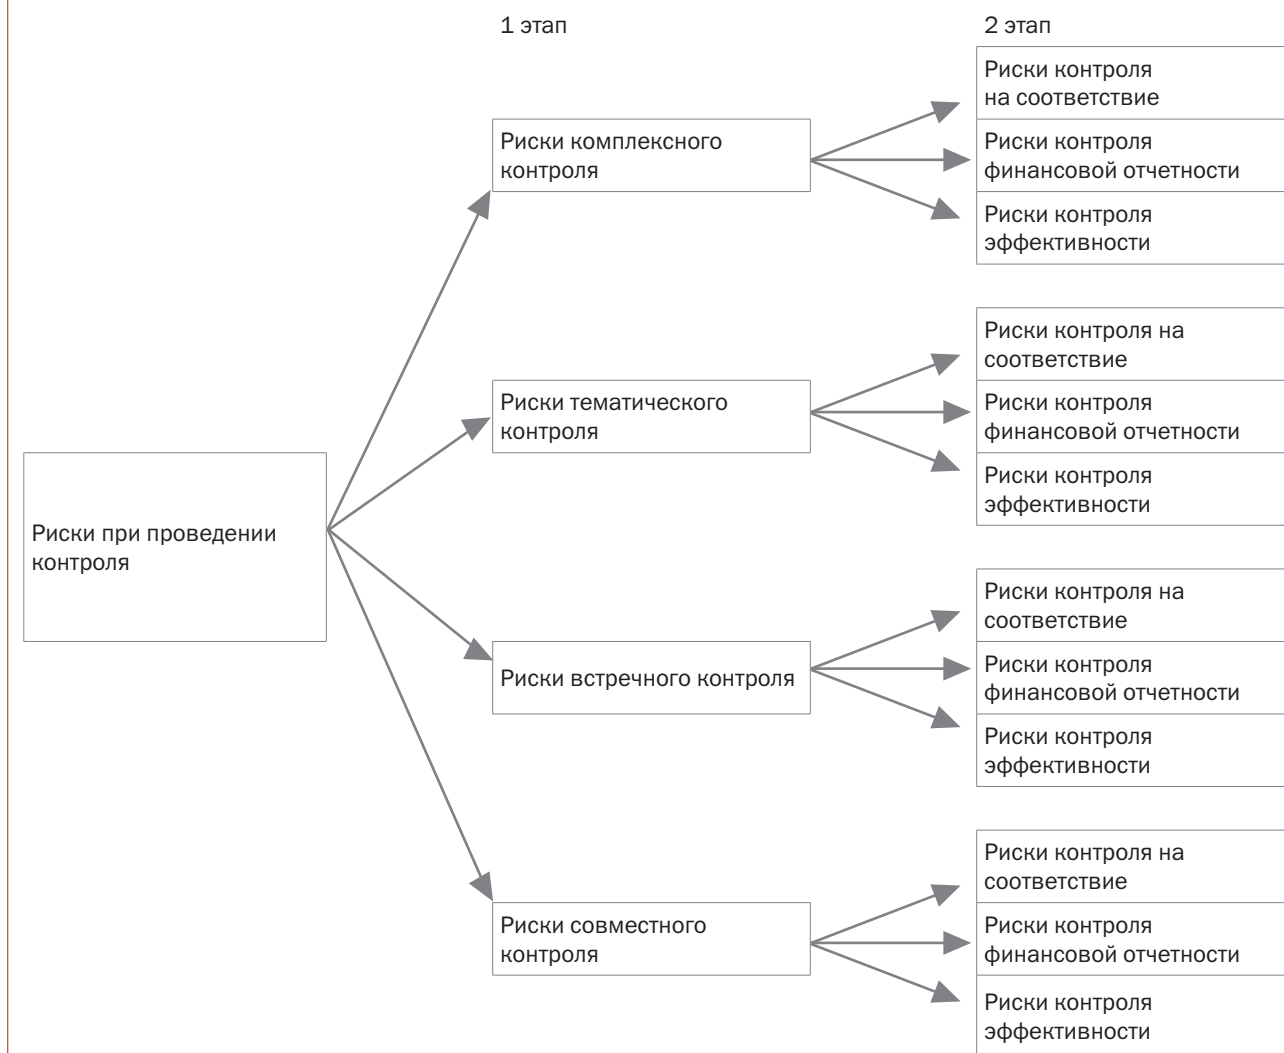 1 этап
2 этап
Риски при проведении
контроля
Риски комплексного
контроля
Риски контроля
на соответствие
Риски контроля
финансовой отчетности
Риски контроля
эффективности
Риски тематического
контроля
Риски контроля на
соответствие
Риски контроля
финансовой отчетности
Риски контроля
эффективности
Риски встречного контроля
Риски контроля на
соответствие
Риски контроля
финансовой отчетности
Риски контроля
эффективности
Риски совместного
контроля
Риски контроля на
соответствие
Риски контроля
финансовой отчетности
Риски контроля
эффективности